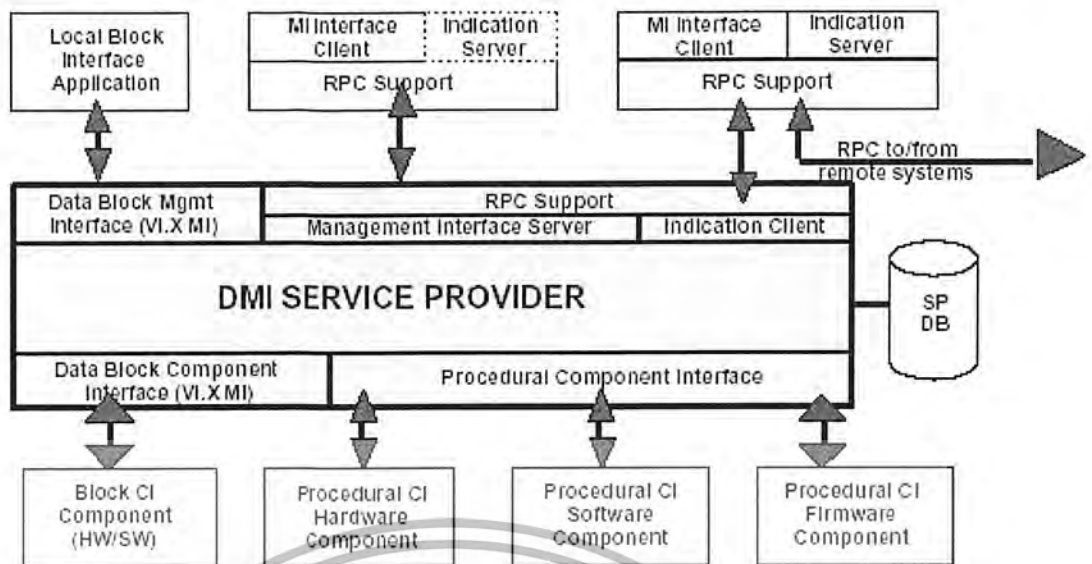 Local Block
Interface
Application
MI Interface
Client
Indication
Server
RPC Support
MI Interface
Client
Indication
Server
RPC Support
RPC to/from
remote systems
Data Block Mgmt
Interface (VI.X MI)
RPC Support
Management Interface Server
Indication Client
DMI SERVICE PROVIDER
SP
DB
Data Block Component
Interface (VI.X MI)
Procedural Component Interface
Block CI
Component
(HW/SW)
Procedural CI
Hardware
Component
Procedural CI
Software
Component
Procedural CI
Firmware
Component